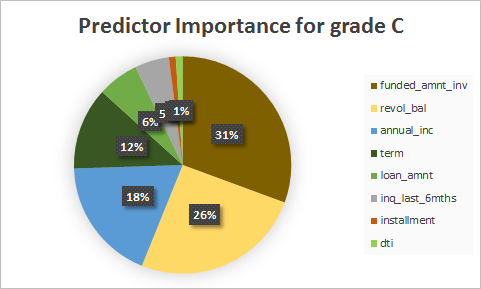 Predictor Importance for grade C
funded_amnt_inv
revol_bal
annual_inc
term
loan_amnt
inq_last_6mths
installment
dti
31%
26%
18%
12%
6%
5
1%